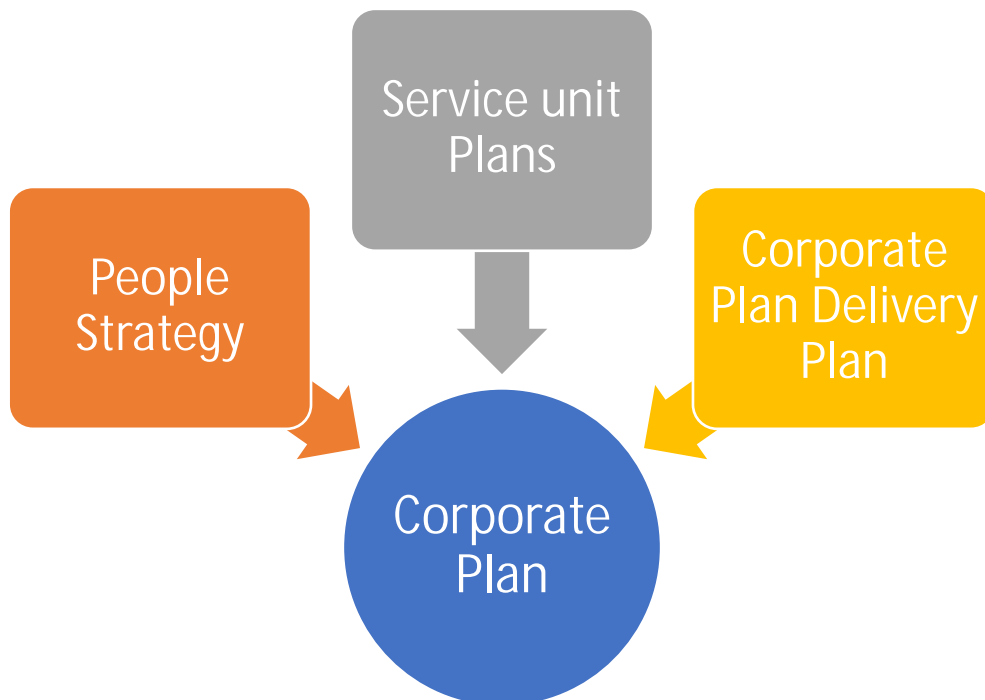 Service unit
Plans
People
Strategy
Corporate
Plan Delivery
Plan
Corporate
Plan